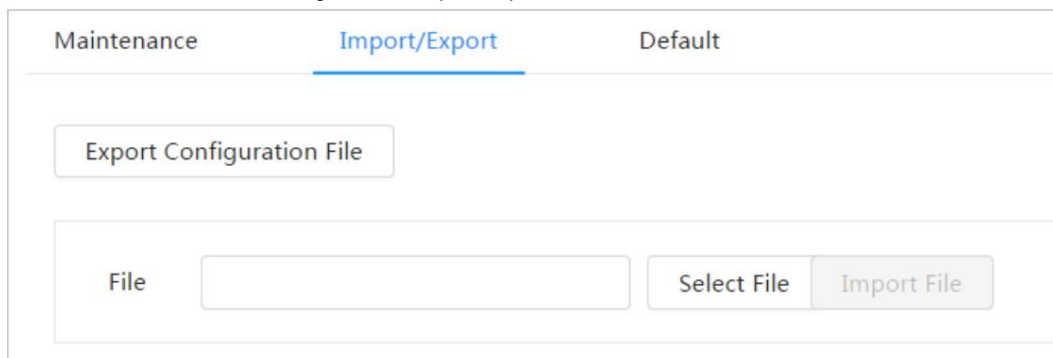 Maintenance Import/Export Default
Export Configuration File
File Select File Import File